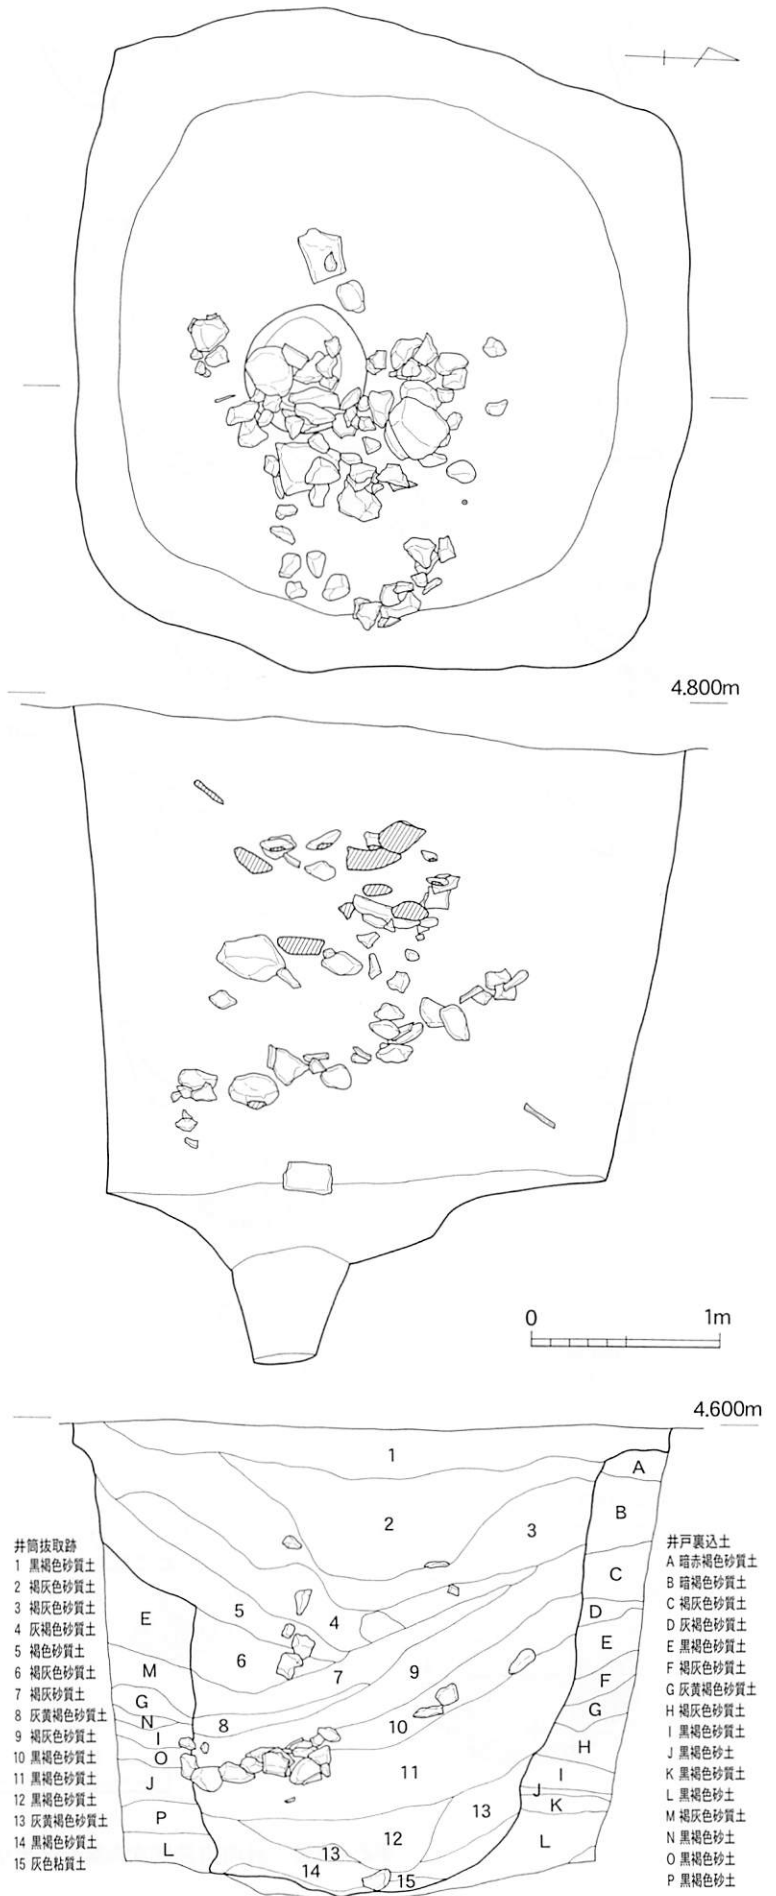 4.800m
0 1m
4.600m
1
A
2
3
B
C
D
E
F
G
H
I
J
K
L
E
M
G
N
I
O
J
P
L
5
4
6
7
9
8
10
11
13
12
13
14
15
井筒抜取跡
1 黒褐色砂質土
2 褐灰色砂質土
3 褐灰色砂質土
4 灰褐色砂質土
5 褐色砂質土
6 褐灰色砂質土
7 褐灰砂質土
8 灰黄褐色砂質土
9 褐灰色砂質土
10 黒褐色砂質土
11 黒褐色砂質土
12 黒褐色砂質土
13 灰黄褐色砂質土
14 黒褐色砂質土
15 灰色粘質土
井戸裏込土
A 暗赤褐色砂質土
B 暗褐色砂質土
C 褐灰色砂質土
D 灰褐色砂質土
E 黒褐色砂質土
F 褐灰色砂質土
G 灰黄褐色砂質土
H 褐灰色砂質土
I 黒褐色砂質土
J 黒褐色砂土
K 黒褐色砂質土
L 黒褐色砂土
M 褐灰色砂質土
N 黒褐色砂土
O 黒褐色砂土
P 黒褐色砂土